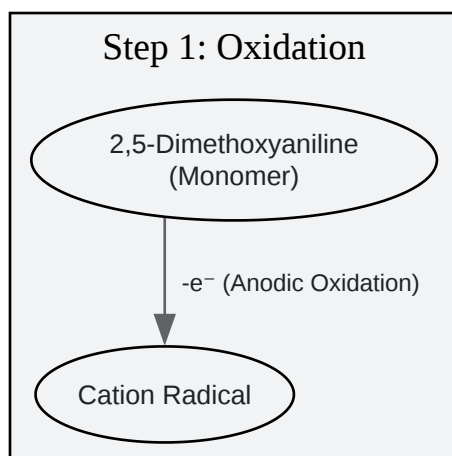 Step 1: Oxidation
2,5-Dimethoxyaniline
(Monomer)
-e⁻ (Anodic Oxidation)
Cation Radical